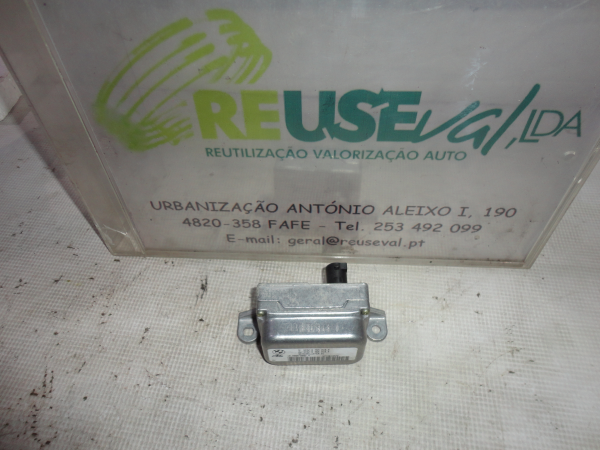 REUSEval, LDA
REUTILIZAÇÃO VALORIZAÇÃO AUTO
URBANIZAÇÃO ANTÓNIO ALEIXO I, 190
4820-358 FAFE - Tel. 253 492 099
E-mail: geral@reuseval.pt